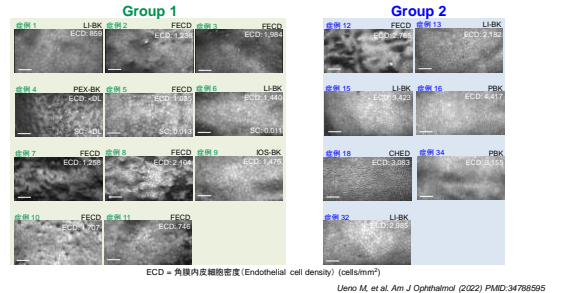 Group 1
Group 2
症例 1 LI-BK
ECD: 859
症例 2 FECD
ECD: 1,238
症例 3 FECD
ECD: 1,984
症例 12 FECD
ECD: 2,765
症例 13 LI-BK
ECD: 2,182
症例 4 PEX-BK
ECD: <DL
SC: <DL
症例 5 FECD
ECD: 1,035
SC: 0.013
症例 6 LI-BK
ECD: 1,440
SC: 0.011
症例 15 LI-BK
ECD: 3,423
症例 16 PBK
ECD: 4,417
症例 7 FECD
ECD: 1,258
症例 8 FECD
ECD: 2,104
症例 9 IOS-BK
ECD: 1,476
症例 18 CHED
ECD: 3,083
症例 34 PBK
症例 10 FECD
ECD: 1,707
症例 11 FECD
ECD: 746
症例 32 LI-BK
ECD: 2,985
ECD = 角膜内皮細胞密度(Endothelial cell density) (cells/mm²)
Ueno M, et al. Am J Ophthalmol (2022) PMID:34788595